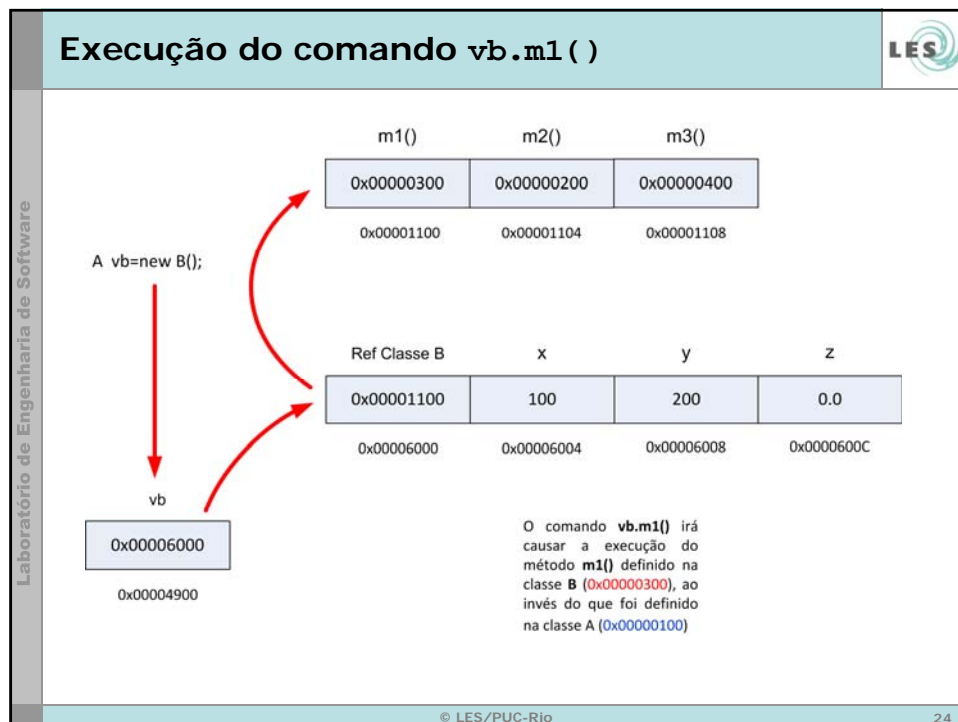 Execução do comando vb.m1()
LES
Laboratório de Engenharia de Software
m1() m2() m3()
0x00000300 0x00000200 0x00000400
0x00001100 0x00001104 0x00001108
A vb=new B();
Ref Classe B x y z
0x00001100 100 200 0.0
0x00006000 0x00006004 0x00006008 0x0000600C
vb
0x00006000
0x00004900
O comando vb.m1() irá
causar a execução do
método m1() definido na
classe B (0x00000300), ao
invés do que foi definido
na classe A (0x00000100)
© LES/PUC-Rio
24